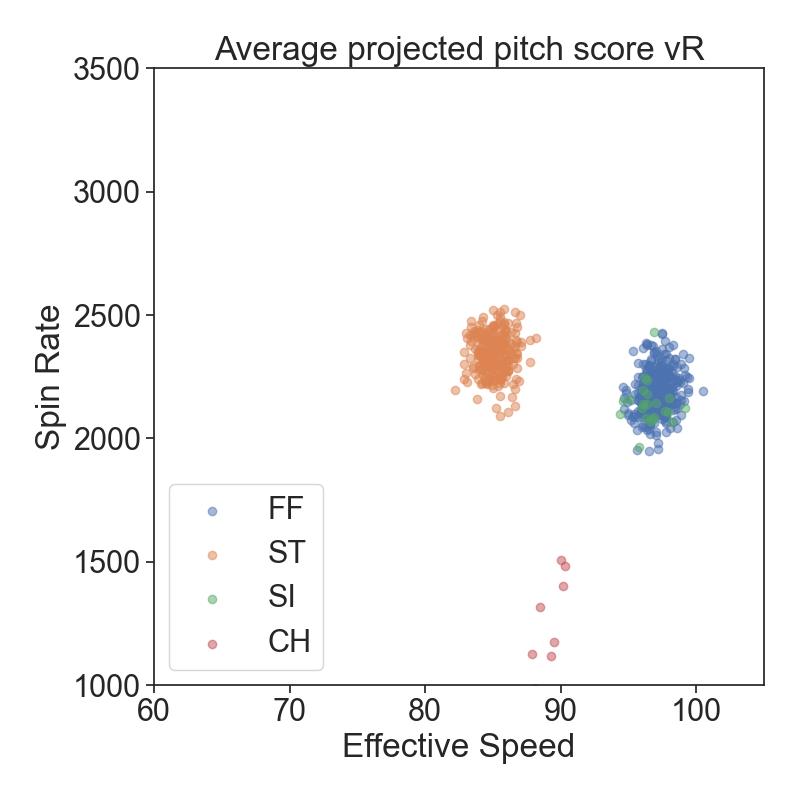 Average projected pitch score vR
3500
3000
2500
2000
1500
1000
Spin Rate
FF
ST
SI
CH
60 70 80 90 100
Effective Speed